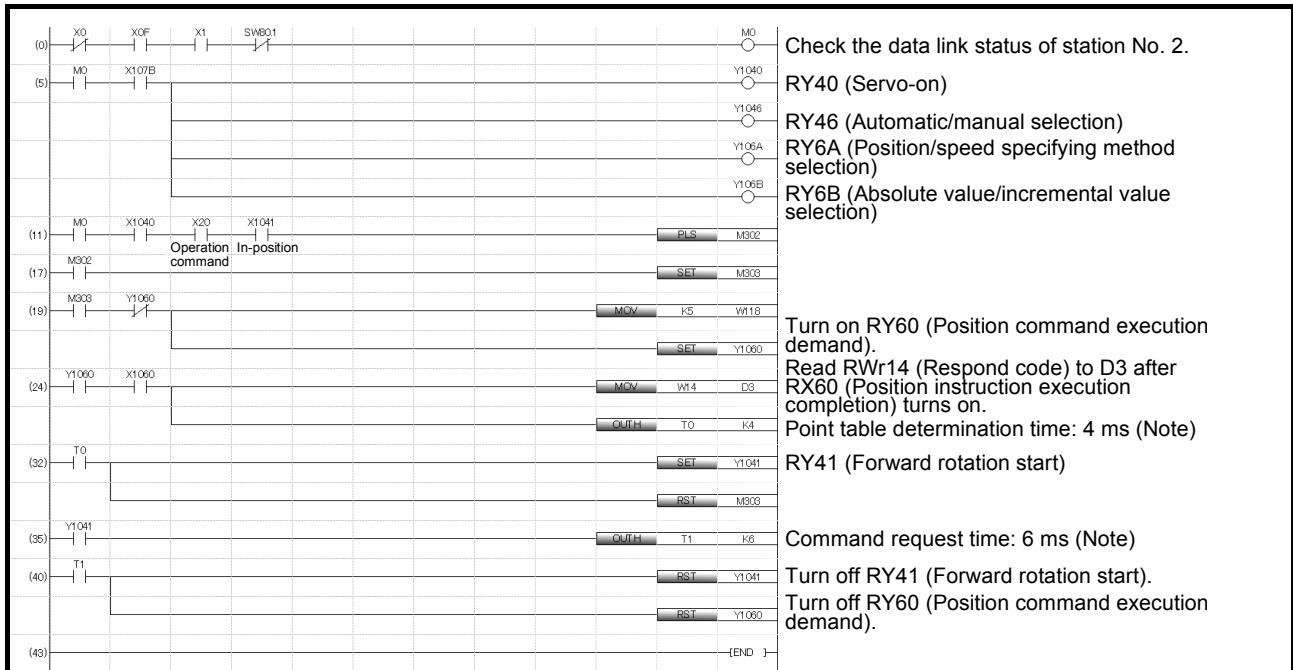 X0 X0F X1 SW80.1 M0
(0) Check the data link status of station No. 2.
M0 X107B Y1040
(5) RY40 (Servo-on)
Y1046
RY46 (Automatic/manual selection)
Y106A
RY6A (Position/speed specifying method
selection)
Y106B
RY6B (Absolute value/incremental value
selection)
M0 X1040 X20 X1041
(11) PLS M302
Operation In-position
command
M302
(17) SET M303
M303 Y1060
(19) MOV K5 W118
Turn on RY60 (Position command execution
SET Y1060 demand).
Read RWr14 (Respond code) to D3 after
Y1060 X1060
(24) MOV W14 D3 RX60 (Position instruction execution
completion) turns on.
OUTH T0 K4 Point table determination time: 4 ms (Note)
T0
(32) SET Y1041 RY41 (Forward rotation start)
RST M303
Y1041
(35) OUTH T1 K6 Command request time: 6 ms (Note)
T1
(40) RST Y1041 Turn off RY41 (Forward rotation start).
Turn off RY60 (Position command execution
RST Y1060 demand).
(43) END